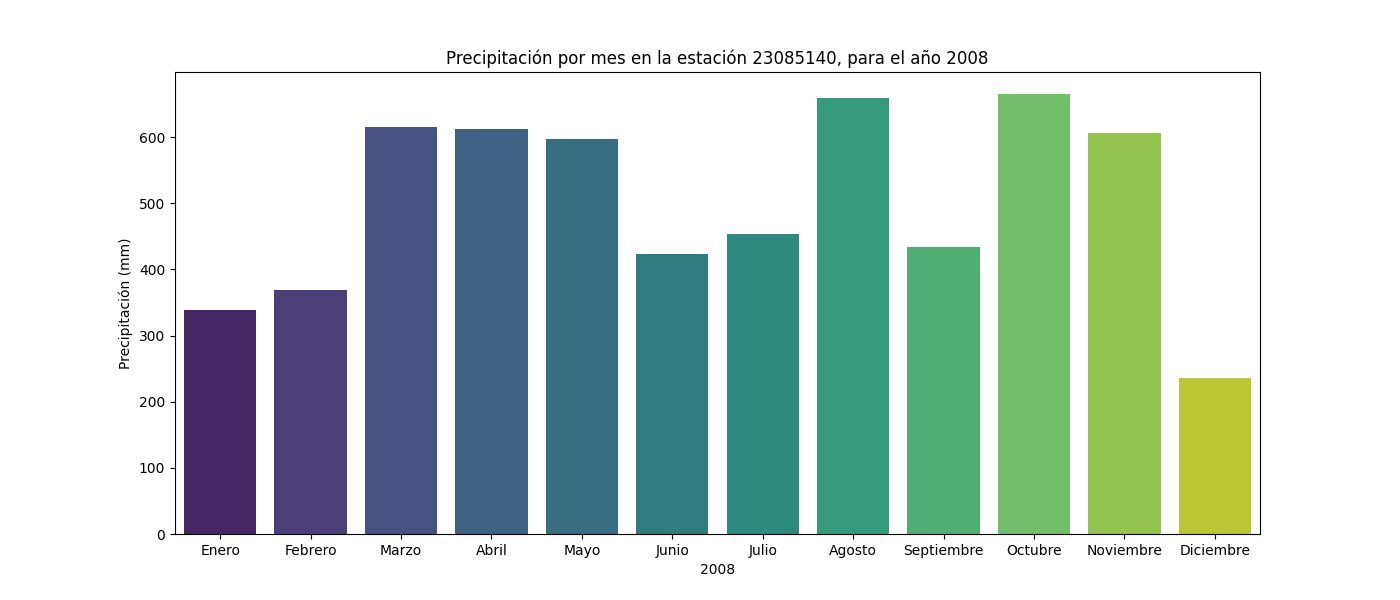 Precipitación por mes en la estación 23085140, para el año 2008
Precipitación (mm)
600
500
400
300
200
100
0
Enero Febrero Marzo Abril Mayo Junio Julio Agosto Septiembre Octubre Noviembre Diciembre
2008